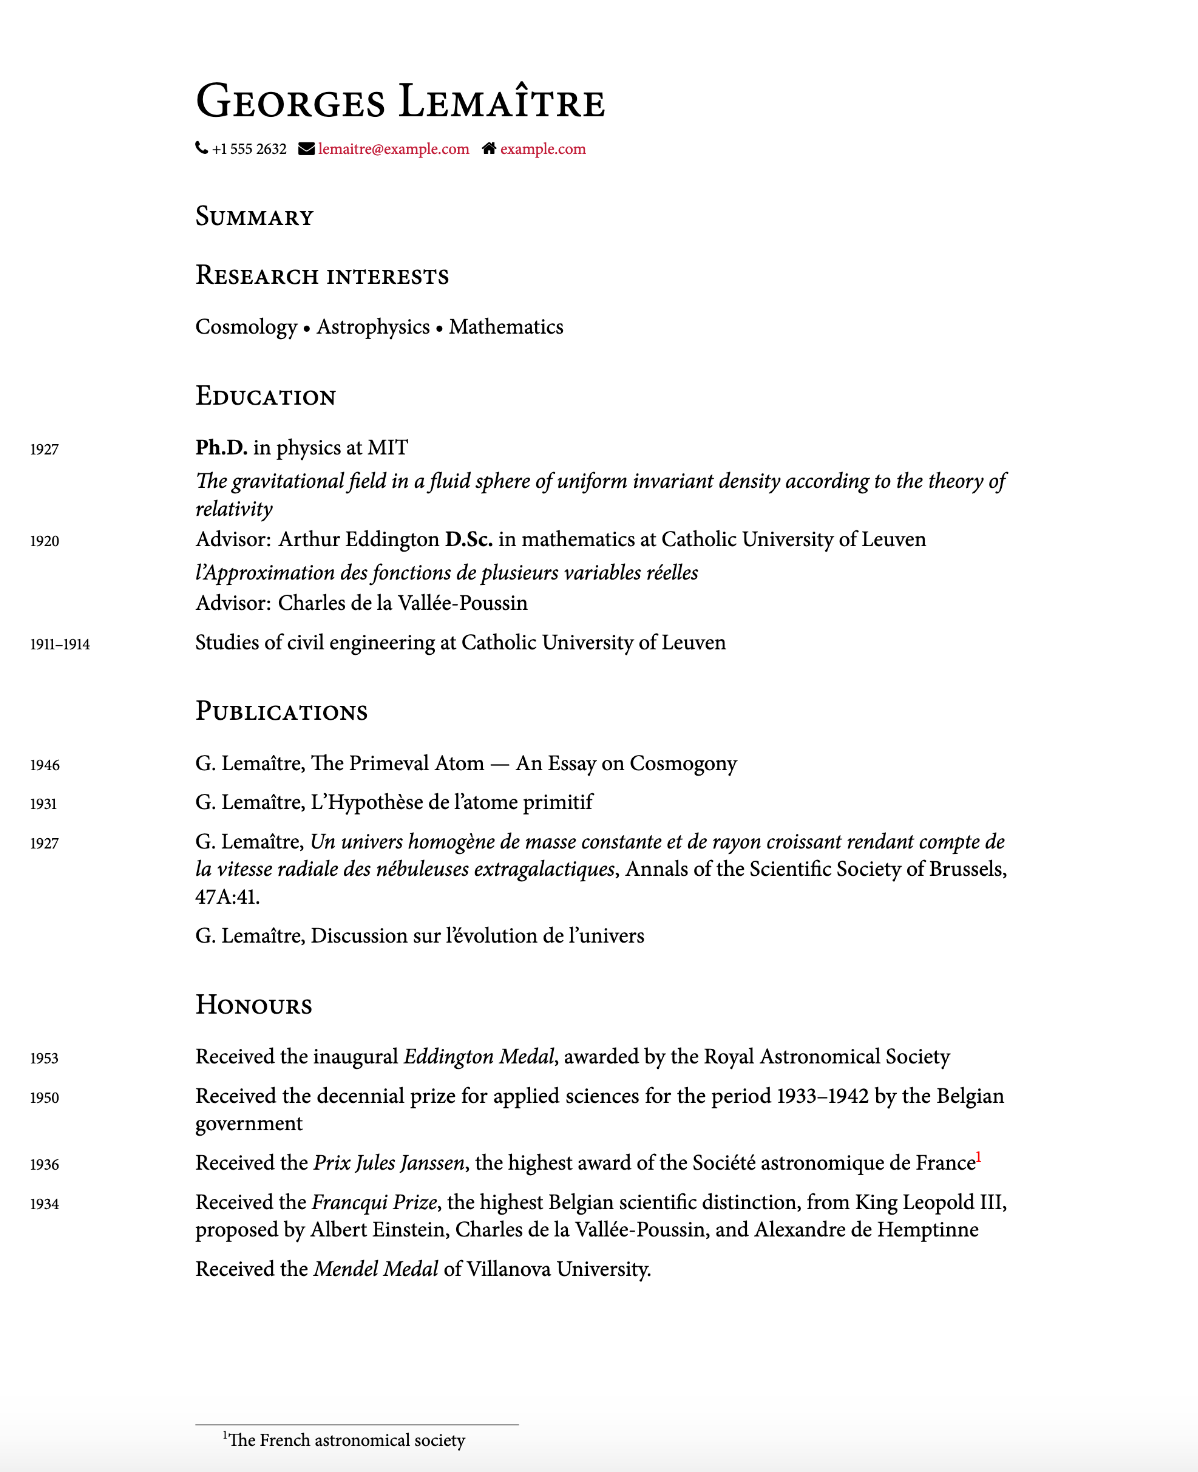 Georges Lemaître
+1 555 2632 lemaitre@example.com example.com
Summary
Research interests
Cosmology • Astrophysics • Mathematics
Education
1927 Ph.D. in physics at MIT
The gravitational field in a fluid sphere of uniform invariant density according to the theory of
relativity
1920 Advisor: Arthur Eddington D.Sc. in mathematics at Catholic University of Leuven
l’Approximation des fonctions de plusieurs variables réelles
Advisor: Charles de la Vallée-Poussin
1911–1914 Studies of civil engineering at Catholic University of Leuven
Publications
1946 G. Lemaître, The Primeval Atom — An Essay on Cosmogony
1931 G. Lemaître, L’Hypothèse de l’atome primitif
1927 G. Lemaître, Un univers homogène de masse constante et de rayon croissant rendant compte de
la vitesse radiale des nébuleuses extragalactiques, Annals of the Scientific Society of Brussels,
47A:41.
G. Lemaître, Discussion sur l’évolution de l’univers
Honours
1953 Received the inaugural Eddington Medal, awarded by the Royal Astronomical Society
1950 Received the decennial prize for applied sciences for the period 1933–1942 by the Belgian
government
1936 Received the Prix Jules Janssen, the highest award of the Société astronomique de France1
1934 Received the Francqui Prize, the highest Belgian scientific distinction, from King Leopold III,
proposed by Albert Einstein, Charles de la Vallée-Poussin, and Alexandre de Hemptinne
Received the Mendel Medal of Villanova University.
1The French astronomical society